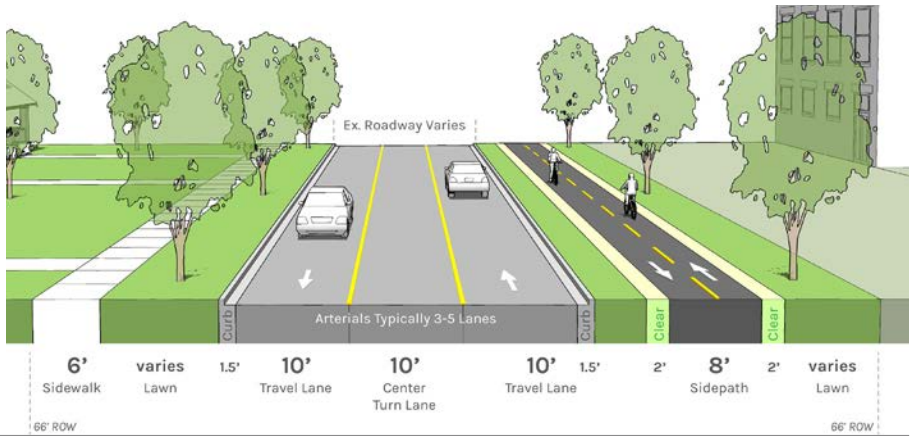 Ex. Roadway Varies
Arterials Typically 3-5 Lanes
Curb
Curb
Clear
Clear
6’ varies 1.5’ 10’ 10’ 10’ 1.5’ 2’ 8’ 2’ varies
Sidewalk Lawn Travel Lane Center Travel Lane Sidepath Lawn
Turn Lane
66' ROW 66' ROW